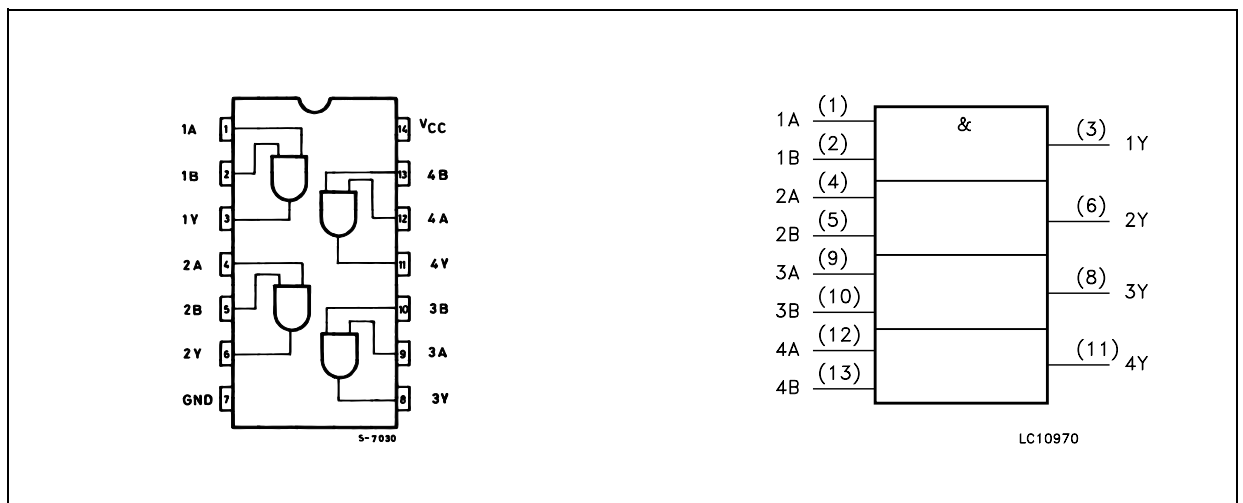 1A 1 14 VCC
1B 2 13 4B
1Y 3 12 4A
2A 4 11 4Y
2B 5 10 3B
2Y 6 9 3A
GND 7 8 3Y
S-7030
&
1A (1)
1B (2)
2A (4)
2B (5)
3A (9)
3B (10)
4A (12)
4B (13)
(3) 1Y
(6) 2Y
(8) 3Y
(11) 4Y
LC10970